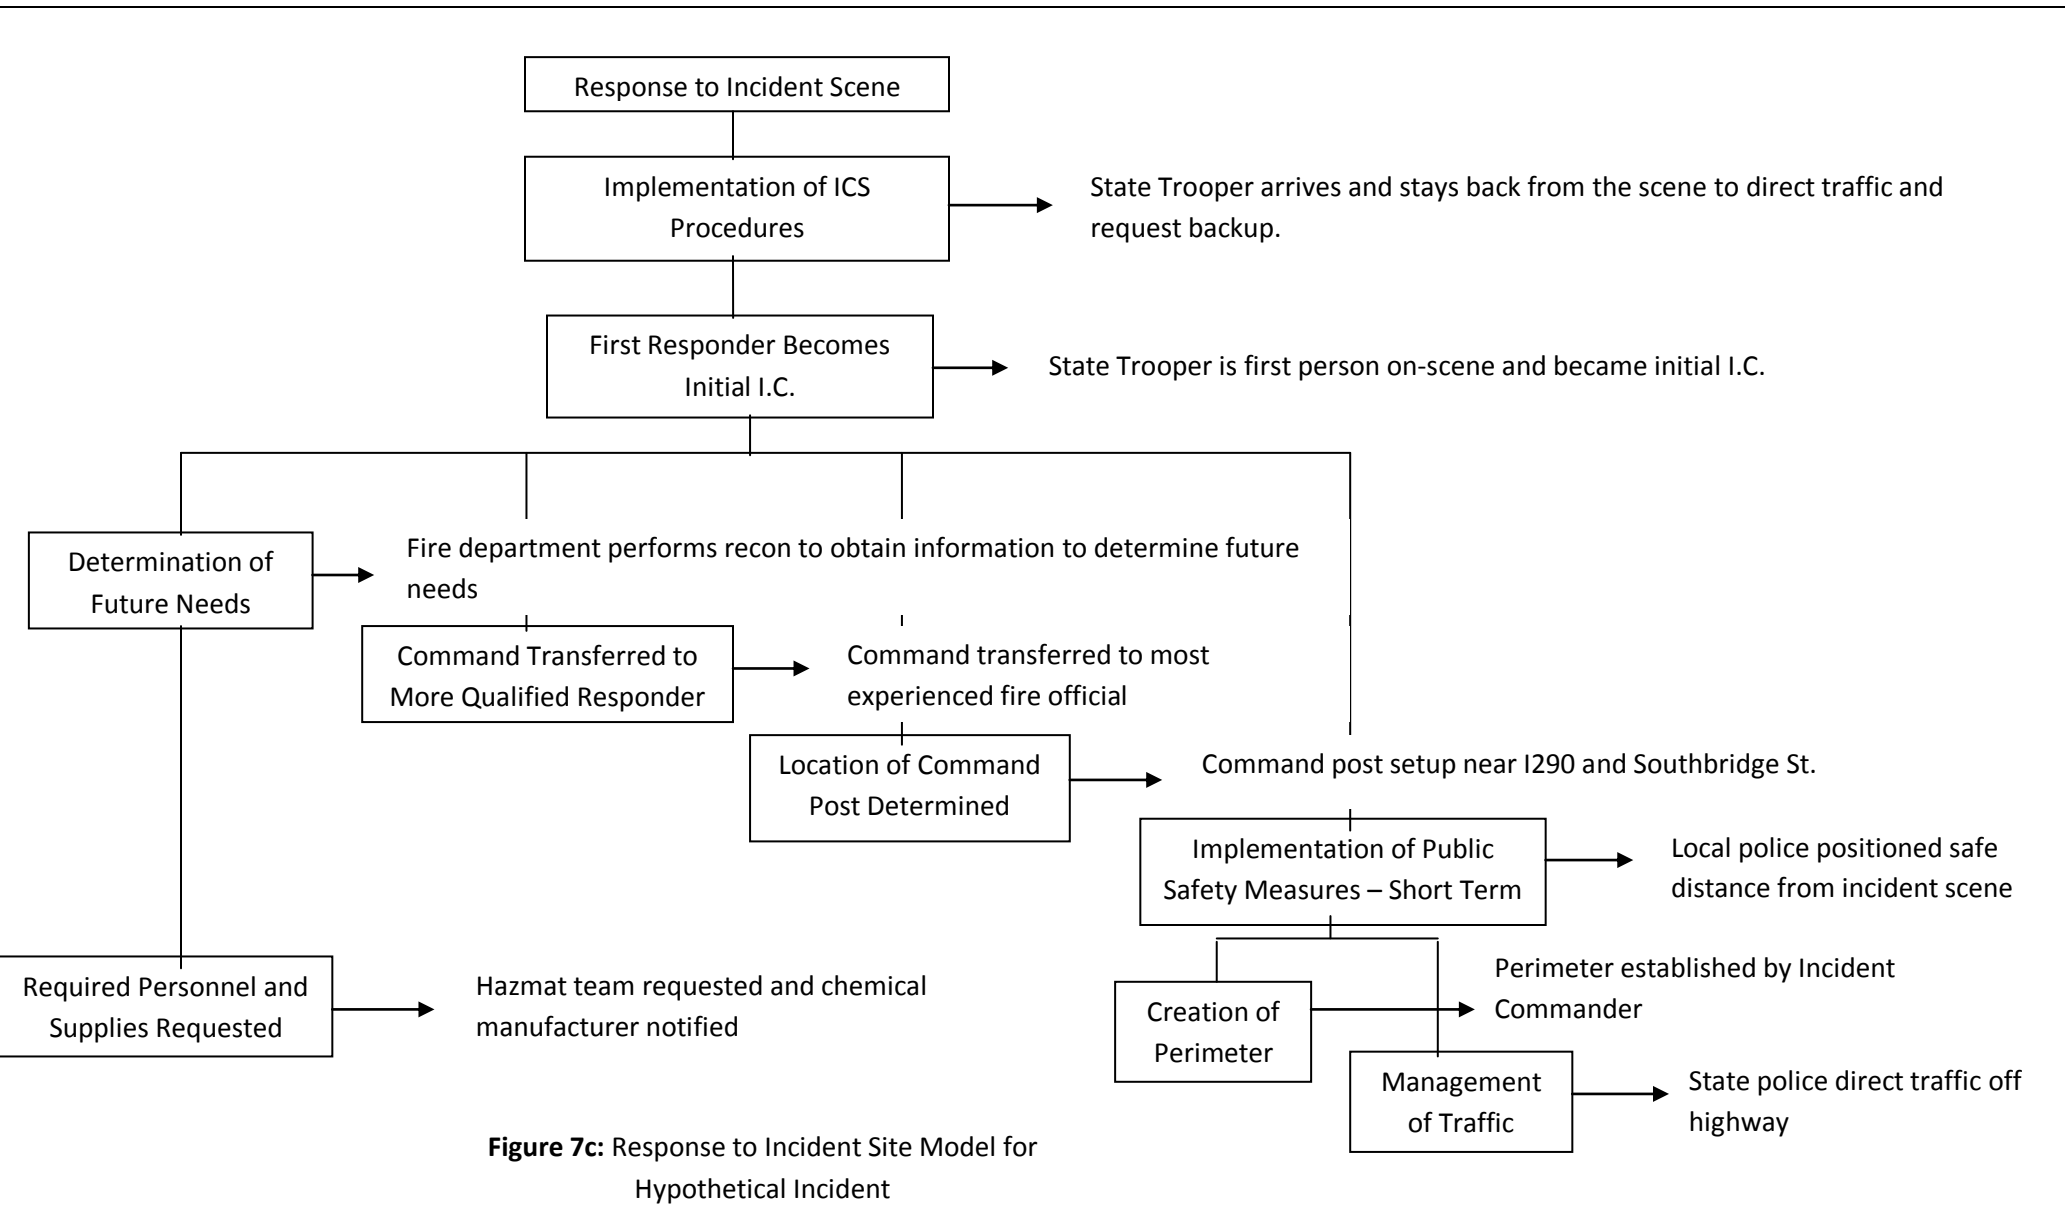 Response to Incident Scene
Implementation of ICS
Procedures
State Trooper arrives and stays back from the scene to direct traffic and
request backup.
First Responder Becomes
Initial I.C.
State Trooper is first person on-scene and became initial I.C.
Determination of
Future Needs
Fire department performs recon to obtain information to determine future
needs
Command Transferred to
More Qualified Responder
Command transferred to most
experienced fire official
Location of Command
Post Determined
Command post setup near I290 and Southbridge St.
Implementation of Public
Safety Measures – Short Term
Local police positioned safe
distance from incident scene
Required Personnel and
Supplies Requested
Hazmat team requested and chemical
manufacturer notified
Creation of
Perimeter
Perimeter established by Incident
Commander
Management
of Traffic
State police direct traffic off
highway
Figure 7c: Response to Incident Site Model for
Hypothetical Incident